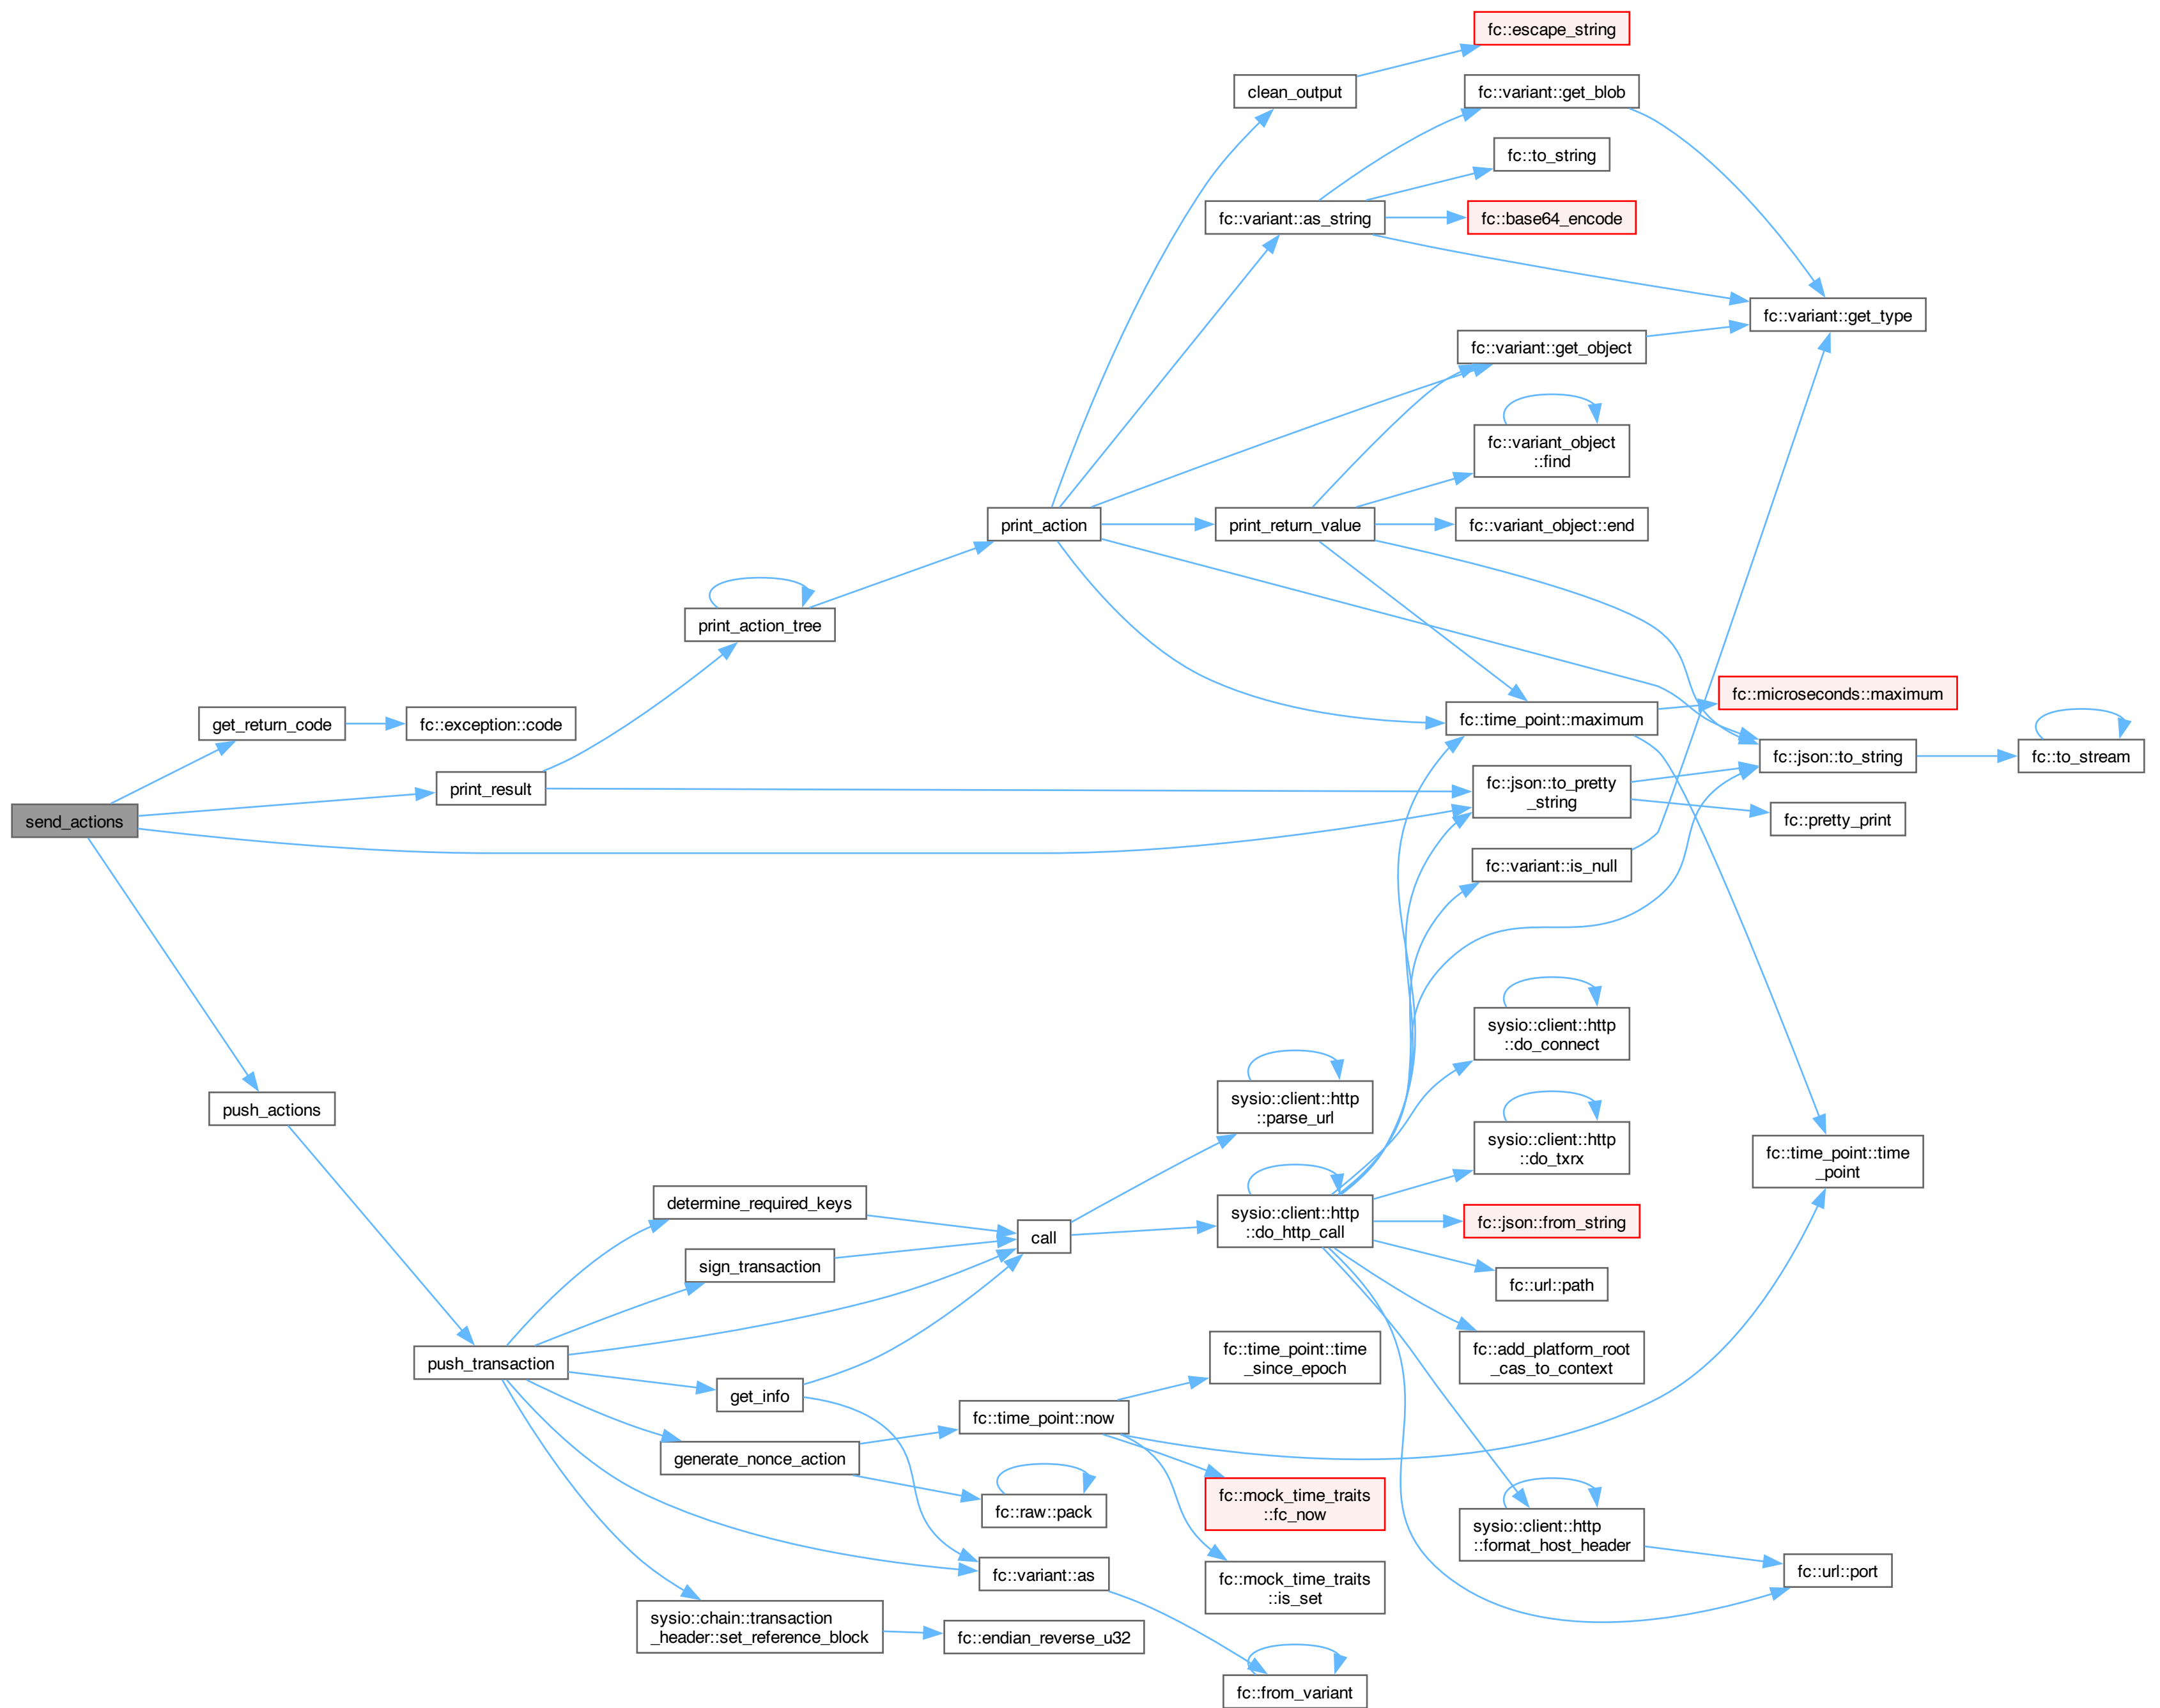 fc::escape_string
clean_output
fc::variant::get_blob
fc::to_string
fc::variant::as_string
fc::base64_encode
fc::variant::get_type
fc::variant::get_object
fc::variant_object
::find
print_action
print_return_value
fc::variant_object::end
print_action_tree
fc::microseconds::maximum
get_return_code
fc::exception::code
fc::time_point::maximum
fc::json::to_string
fc::to_stream
print_result
fc::json::to_pretty
_string
send_actions
fc::pretty_print
fc::variant::is_null
sysio::client::http
::do_connect
push_actions
sysio::client::http
::parse_url
sysio::client::http
::do_txrx
fc::time_point::time
_point
determine_required_keys
sysio::client::http
::do_http_call
fc::json::from_string
call
sign_transaction
fc::url::path
push_transaction
fc::time_point::time
_since_epoch
fc::add_platform_root
_cas_to_context
get_info
fc::time_point::now
generate_nonce_action
fc::raw::pack
fc::mock_time_traits
::fc_now
sysio::client::http
::format_host_header
fc::variant::as
fc::mock_time_traits
::is_set
fc::url::port
sysio::chain::transaction
_header::set_reference_block
fc::endian_reverse_u32
fc::from_variant